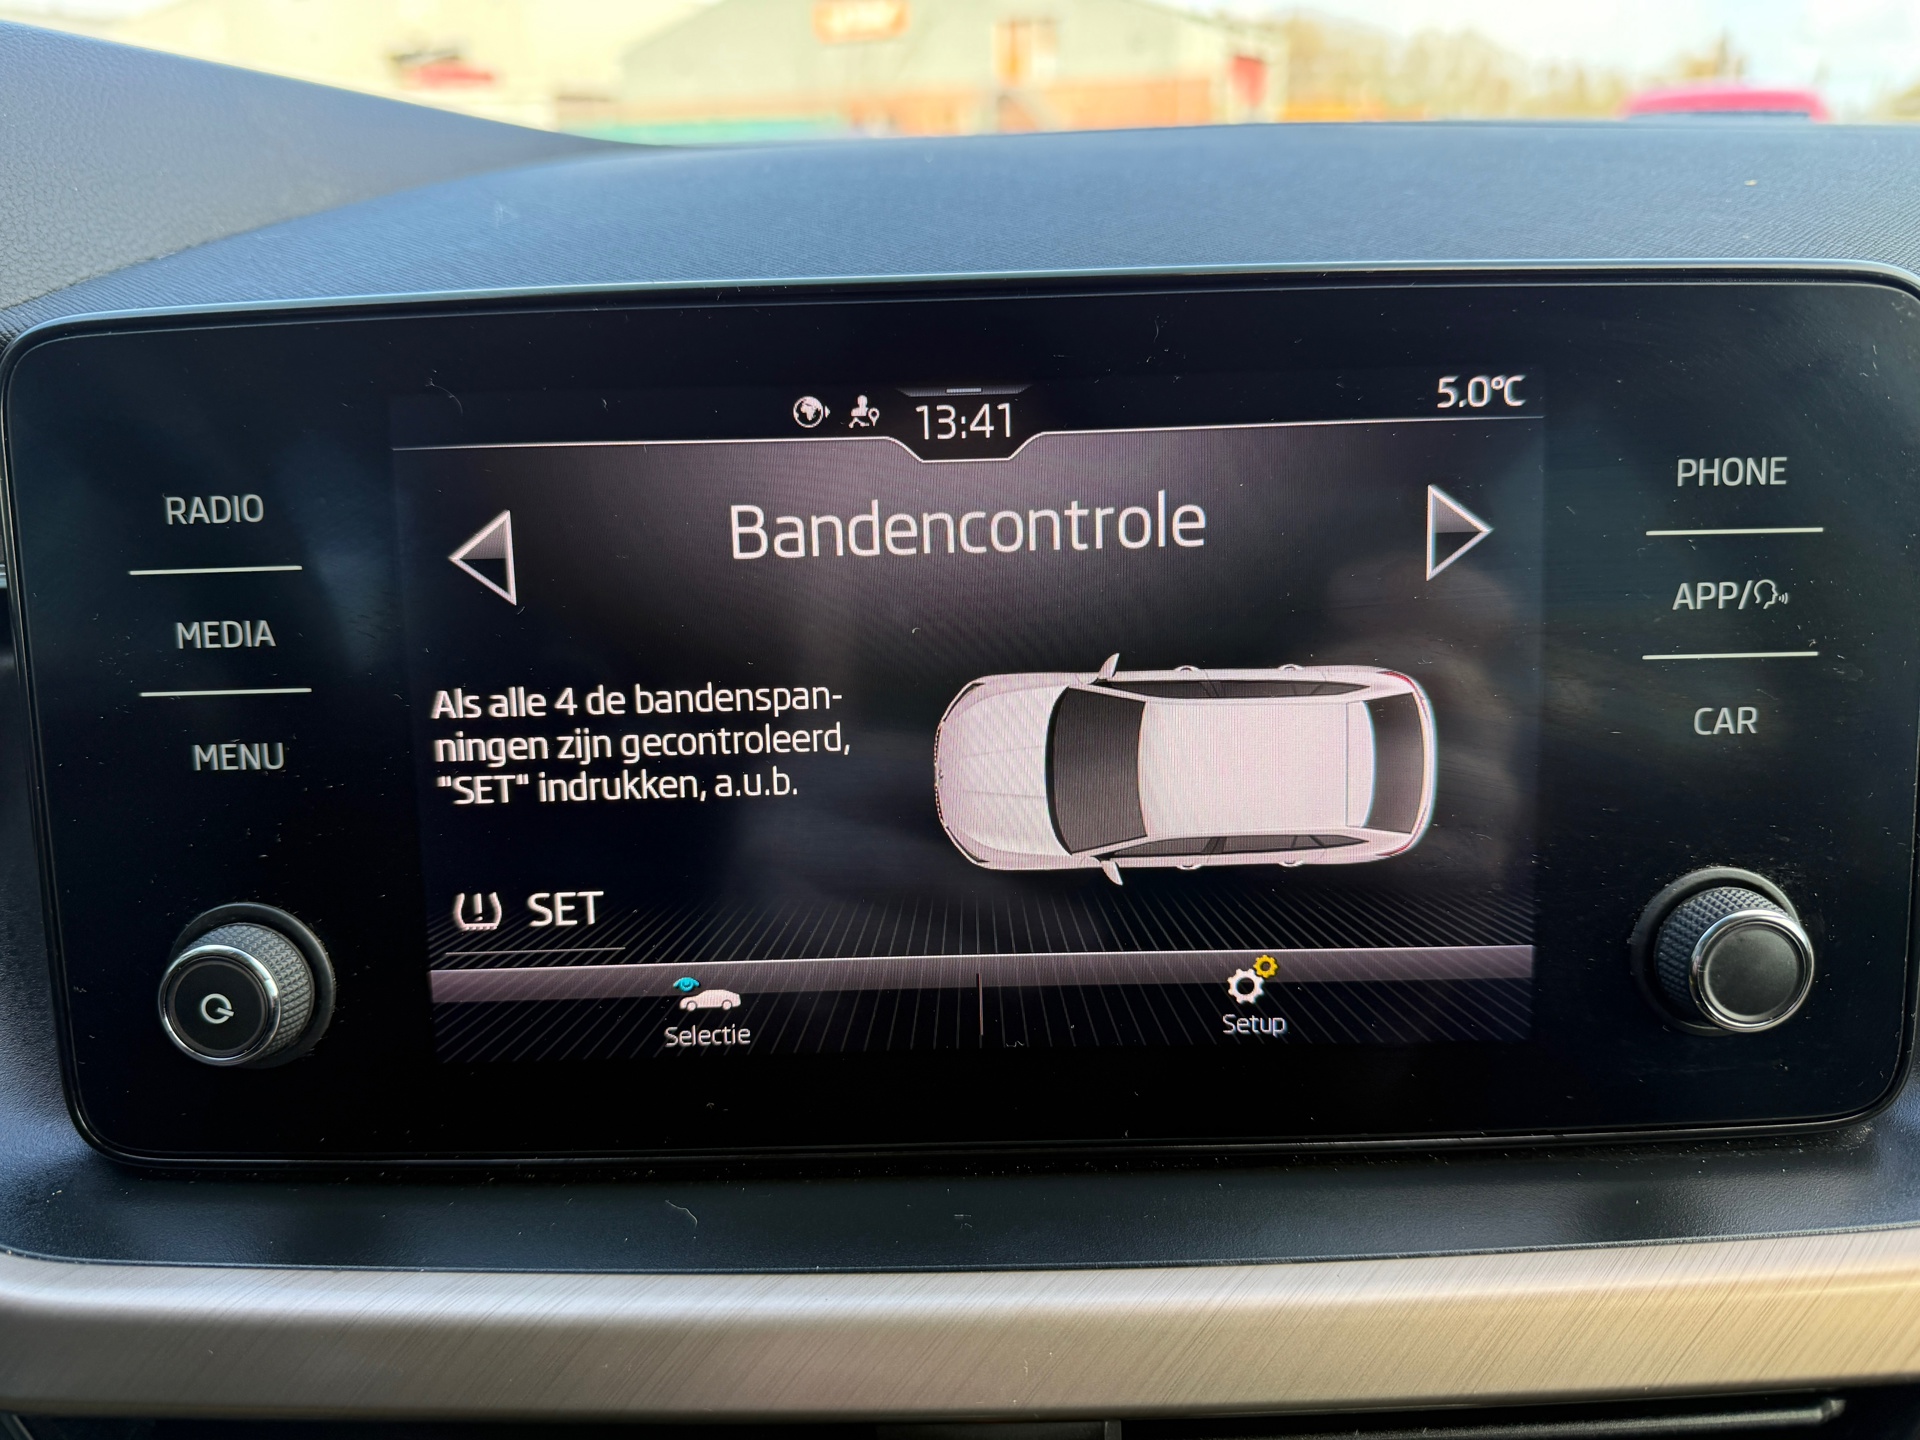 13:41
5.0°C
RADIO
MEDIA
MENU
Bandencontrole
Als alle 4 de bandenspan-
ningen zijn gecontroleerd,
"SET" indrukken, a.u.b.
SET
Selectie
Setup
PHONE
APP/
CAR